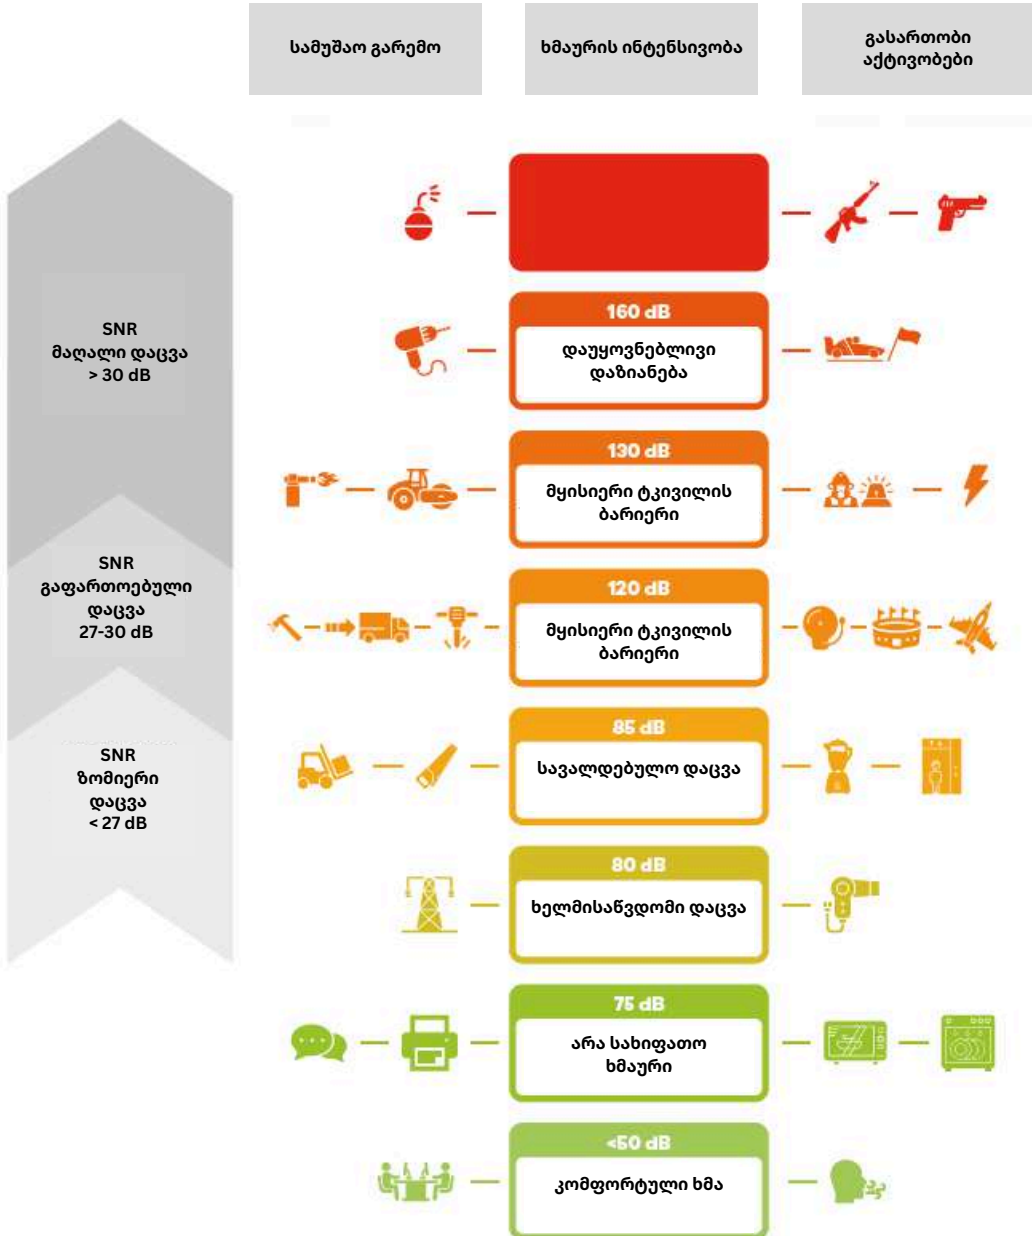 სამუშაო გარემო
ხმაურის ინტენსივობა
გასართობი
აქტივობები
SNR
მაღალი დაცვა
> 30 dB
160 dB
დაუყოვნებლივი
დაზიანება
130 dB
მყისიერი ტკივილის
ბარიერი
SNR
გაფართოებული
დაცვა
27-30 dB
120 dB
მყისიერი ტკივილის
ბარიერი
SNR
ზომიერი
დაცვა
< 27 dB
85 dB
სავალდებულო დაცვა
80 dB
ხელმისაწვდომი დაცვა
75 dB
არა სახიფათო
ხმაური
<50 dB
კომფორტული ხმა